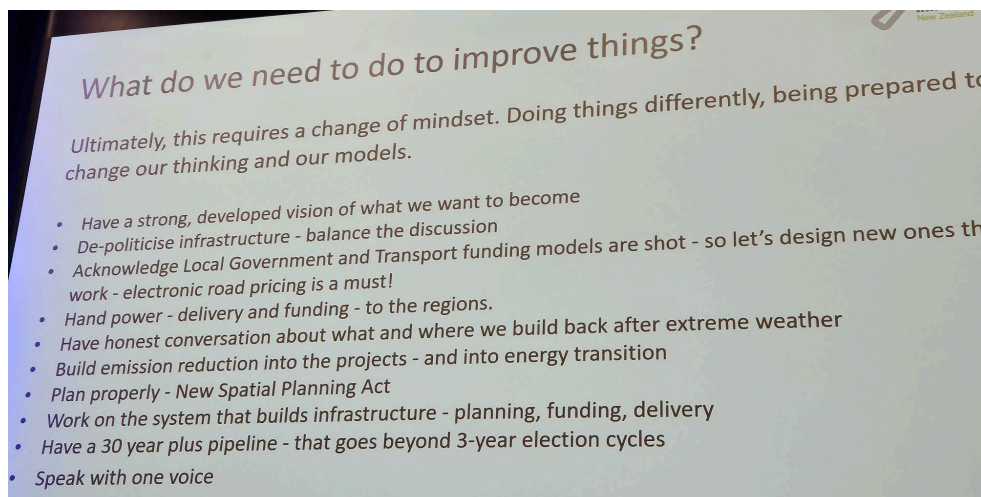 New Zealand
What do we need to do to improve things?
Ultimately, this requires a change of mindset. Doing things differently, being prepared to
change our thinking and our models.
• Have a strong, developed vision of what we want to become
• De-politicise infrastructure - balance the discussion
• Acknowledge Local Government and Transport funding models are shot - so let's design new ones th
work - electronic road pricing is a must!
• Hand power - delivery and funding - to the regions.
• Have honest conversation about what and where we build back after extreme weather
• Build emission reduction into the projects - and into energy transition
• Plan properly - New Spatial Planning Act
• Work on the system that builds infrastructure - planning, funding, delivery
• Have a 30 year plus pipeline - that goes beyond 3-year election cycles
• Speak with one voice